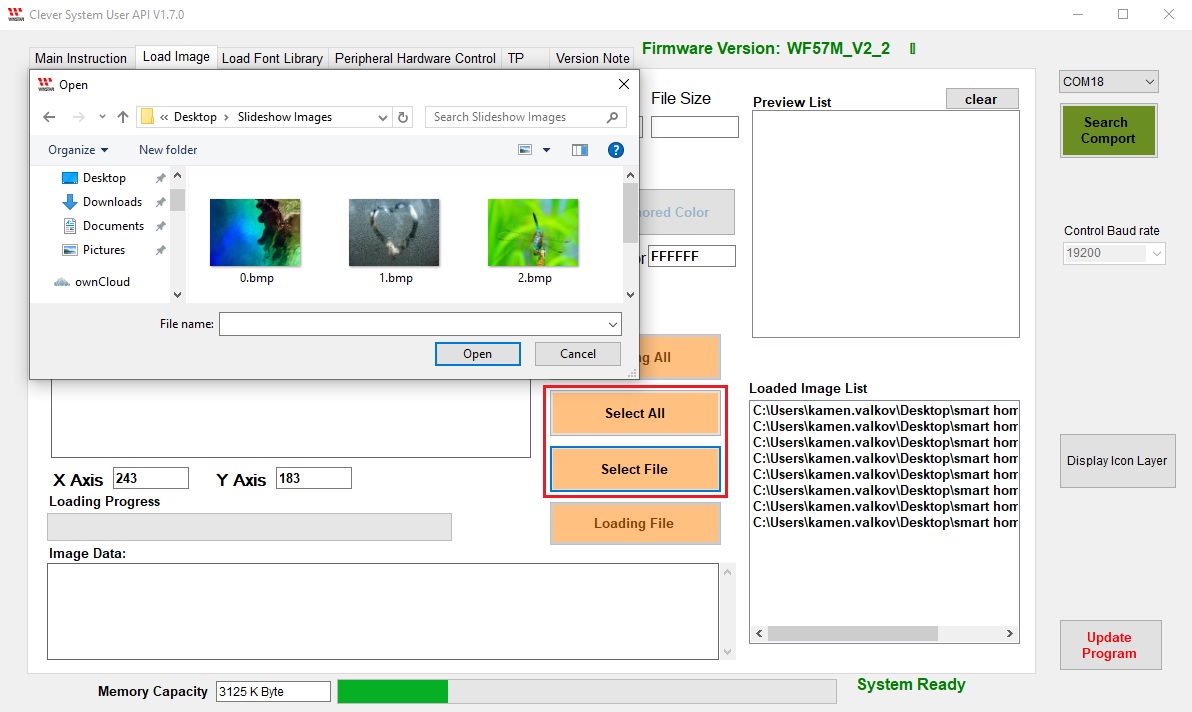 WINSTAR Clever System User API V1.7.0
Main Instruction Load Image Load Font Library Peripheral Hardware Control TP Version Note
Firmware Version: WF57M_V2_2
Open
« Desktop › Slideshow Images
Search Slideshow Images
Organize New folder
Desktop
Downloads
Documents
Pictures
ownCloud
0.bmp 1.bmp 2.bmp
File name:
Open Cancel
File Size
ored Color
or FFFFFF
g All
Select All
Select File
Loading File
X Axis 243 Y Axis 183
Loading Progress
Image Data:
Preview List clear
Loaded Image List
C:\Users\kamen.valkov\Desktop\smart hom
C:\Users\kamen.valkov\Desktop\smart hom
C:\Users\kamen.valkov\Desktop\smart hom
C:\Users\kamen.valkov\Desktop\smart hom
C:\Users\kamen.valkov\Desktop\smart hom
C:\Users\kamen.valkov\Desktop\smart hom
C:\Users\kamen.valkov\Desktop\smart hom
C:\Users\kamen.valkov\Desktop\smart hom
COM18
Search
Comport
Control Baud rate
19200
Display Icon Layer
Update
Program
Memory Capacity 3125 K Byte
System Ready